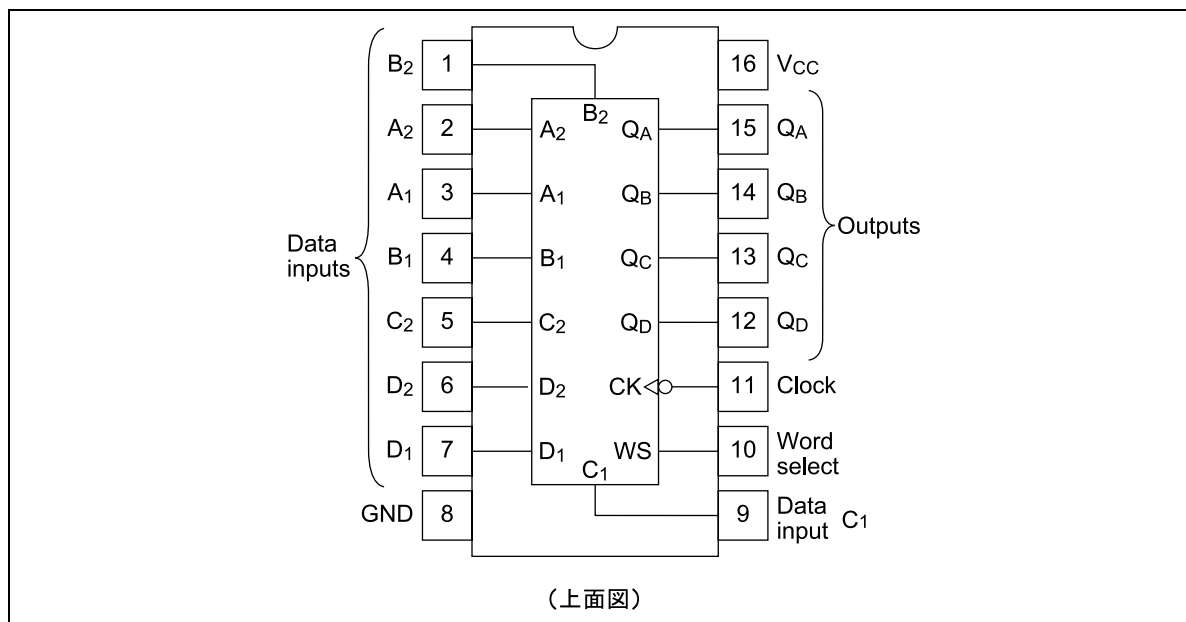 B2 1 16 VCC
B2
A2 2 A2 QA 15 QA
A1 3 A1 QB 14 QB
Data inputs
B1 4 B1 QC 13 QC
Outputs
C2 5 C2 QD 12 QD
D2 6 D2 CK 11 Clock
D1 7 D1 WS 10 Word select
C1
GND 8 9 Data input C1
（上面図）